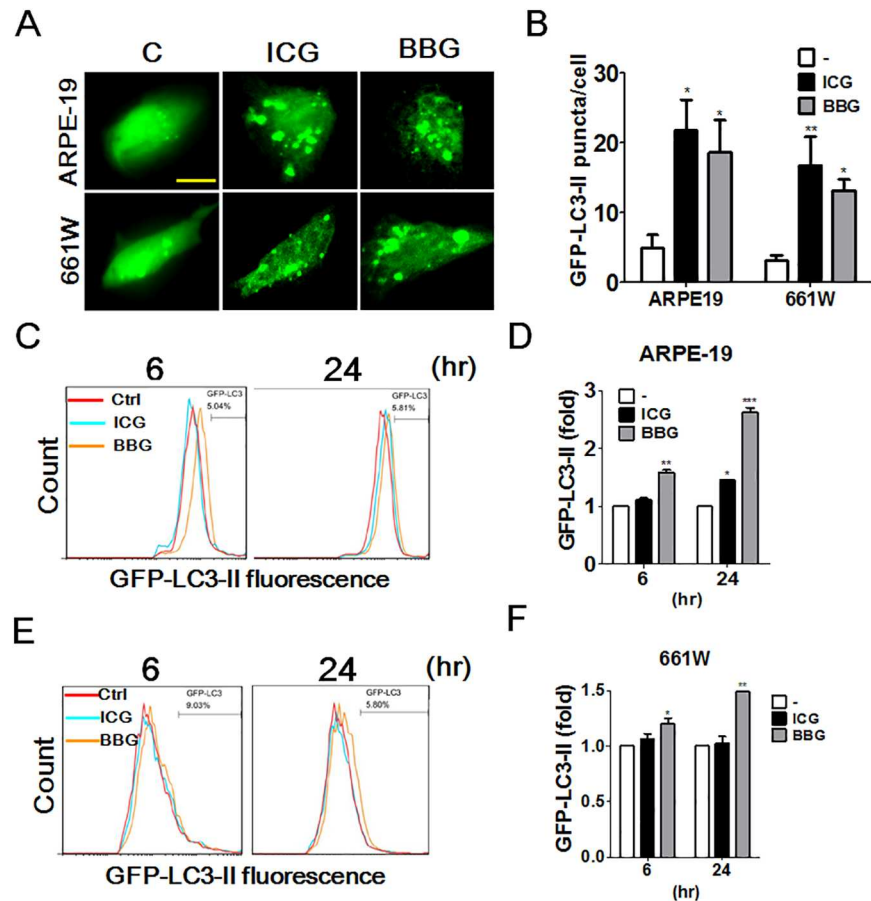 A
C ICG BBG
ARPE-19
661W
B
GFP-LC3-II puncta/cell
30
20
10
0
* * ** *
-
ICG
BBG
ARPE19 661W
C
6 24 (hr)
Ctrl
ICG
BBG
GFP-LC3
5.04%
GFP-LC3
5.81%
Count
GFP-LC3-II fluorescence
D
ARPE-19
GFP-LC3-II (fold)
3
2
1
0
-
ICG
BBG
** * ***
6 24
(hr)
E
6 24 (hr)
Ctrl
ICG
BBG
GFP-LC3
9.03%
GFP-LC3
5.80%
Count
GFP-LC3-II fluorescence
F
661W
GFP-LC3-II (fold)
1.5
1.0
0.5
0.0
* **
-
ICG
BBG
6 24
(hr)